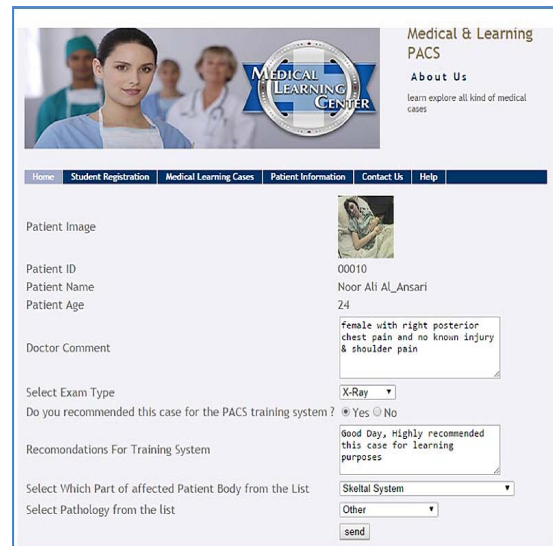 Medical & Learning
PACS
About Us
learn explore all kind of medical
cases
MEDICAL
LEARNING
CENTER
Home Student Registration Medical Learning Cases Patient Information Contact Us Help
Patient Image
Patient ID 00010
Patient Name Noor Ali Al_Ansari
Patient Age 24
Doctor Comment
female with right posterior
chest pain and no known injury
& shoulder pain
Select Exam Type X-Ray
Do you recommended this case for the PACS training system ? Yes No
Recomondations For Training System
Good Day, Highly recommended
this case for learning
purposes
Select Which Part of affected Patient Body from the List Skeltal System
Select Pathology from the list Other
send